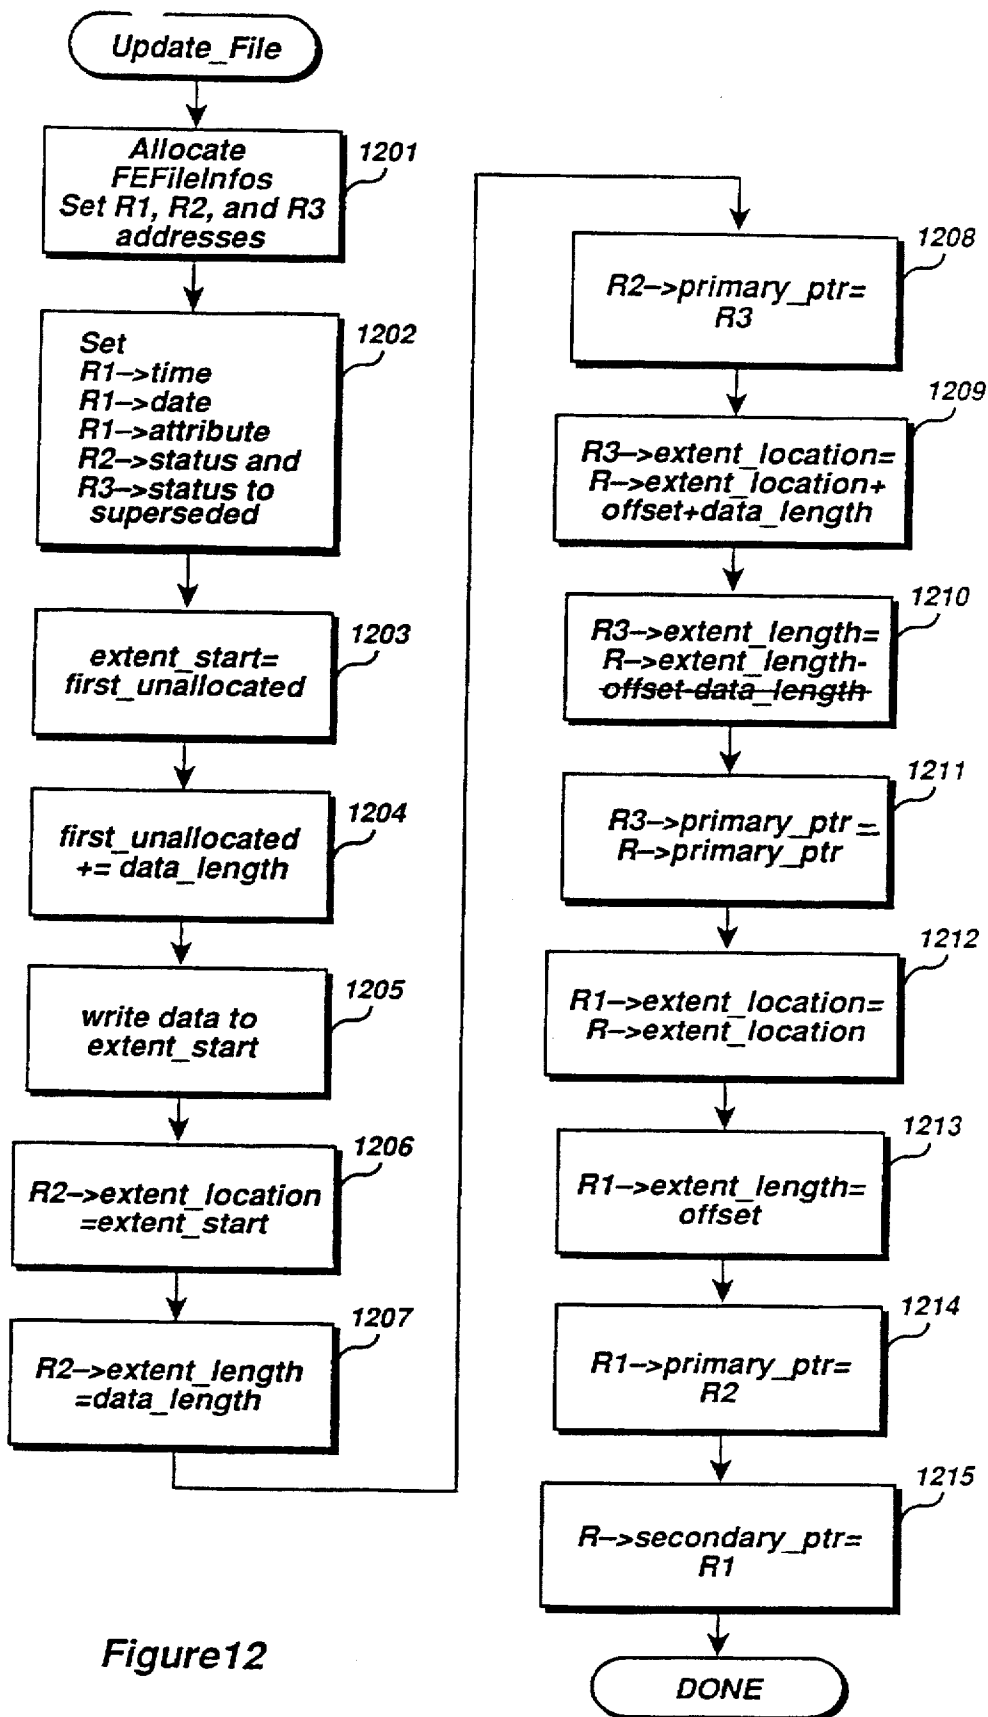 Update_File
Allocate
FEFileInfos
Set R1, R2, and R3
addresses
1201
Set
R1->time
R1->date
R1->attribute
R2->status and
R3->status to
superseded
1202
extent_start=
first_unallocated
1203
first_unallocated
+= data_length
1204
write data to
extent_start
1205
R2->extent_location
=extent_start
1206
R2->extent_length
=data_length
1207
R2->primary_ptr=
R3
1208
R3->extent_location=
R->extent_location+
offset+data_length
1209
R3->extent_length=
R->extent_length-
offset-data_length
1210
R3->primary_ptr=
R->primary_ptr
1211
R1->extent_location=
R->extent_location
1212
R1->extent_length=
offset
1213
R1->primary_ptr=
R2
1214
R->secondary_ptr=
R1
1215
DONE
Figure12